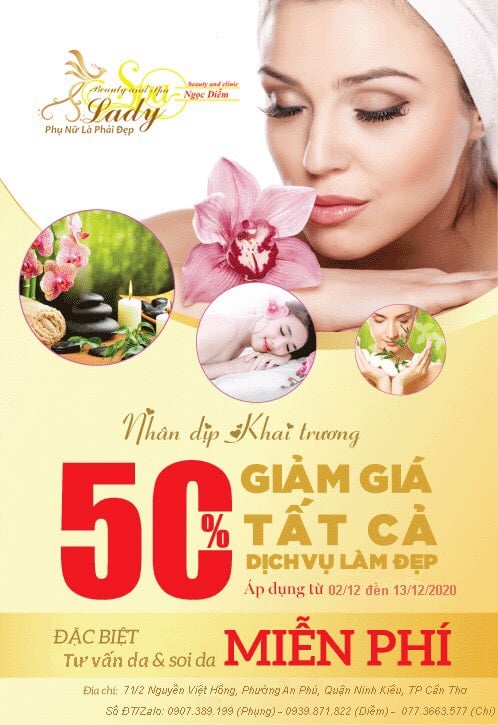 Beauty and spa
Spa
beauty and clinic
Ngọc Diễm
Lady
Phụ Nữ Là Phải Đẹp
Nhân dịp Khai trương
50%
GIẢM GIÁ
TẤT CẢ
DỊCH VỤ LÀM ĐẸP
Áp dụng từ 02/12 đến 13/12/2020
ĐẶC BIỆT
Tư vấn da & soi da
MIỄN PHÍ
Địa chỉ: 71/2 Nguyễn Việt Hồng, Phường An Phú, Quận Ninh Kiều, TP Cần Thơ
Số ĐT/Zalo: 0907.389.199 (Phụng) - 0939.871.822 (Diễm) - 077.3663.577 (Chi)